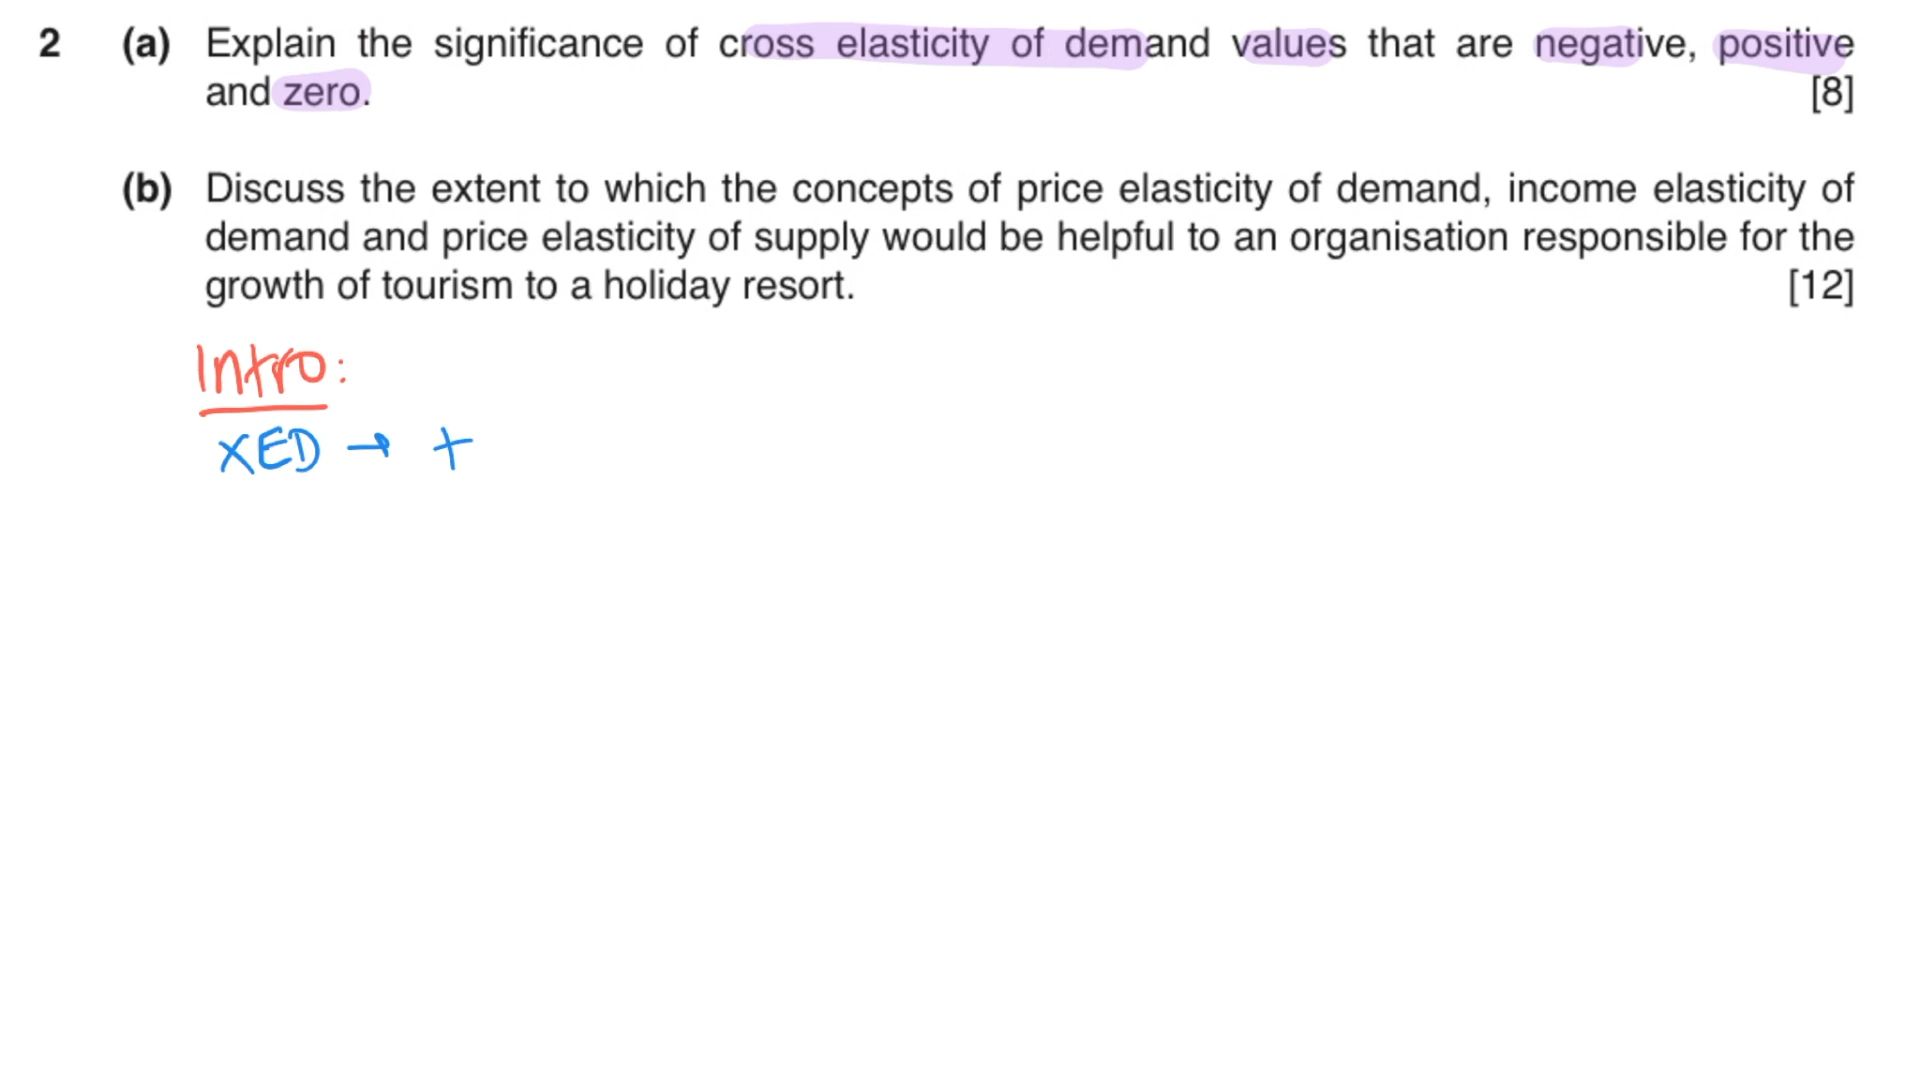 2 (a) Explain the significance of cross elasticity of demand values that are negative, positive
and zero. [8]
(b) Discuss the extent to which the concepts of price elasticity of demand, income elasticity of
demand and price elasticity of supply would be helpful to an organisation responsible for the
growth of tourism to a holiday resort. [12]
Intro:
XED → +